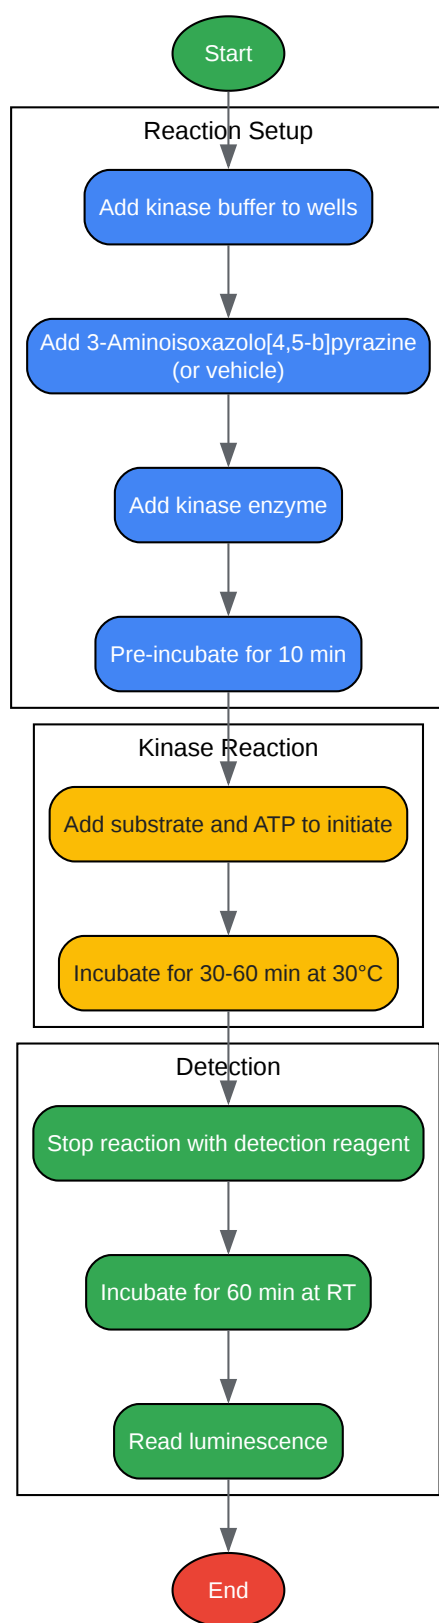 Start
Reaction Setup
Add kinase buffer to wells
Add 3-Aminoisoxazolo[4,5-b]pyrazine
(or vehicle)
Add kinase enzyme
Pre-incubate for 10 min
Kinase Reaction
Add substrate and ATP to initiate
Incubate for 30-60 min at 30°C
Detection
Stop reaction with detection reagent
Incubate for 60 min at RT
Read luminescence
End